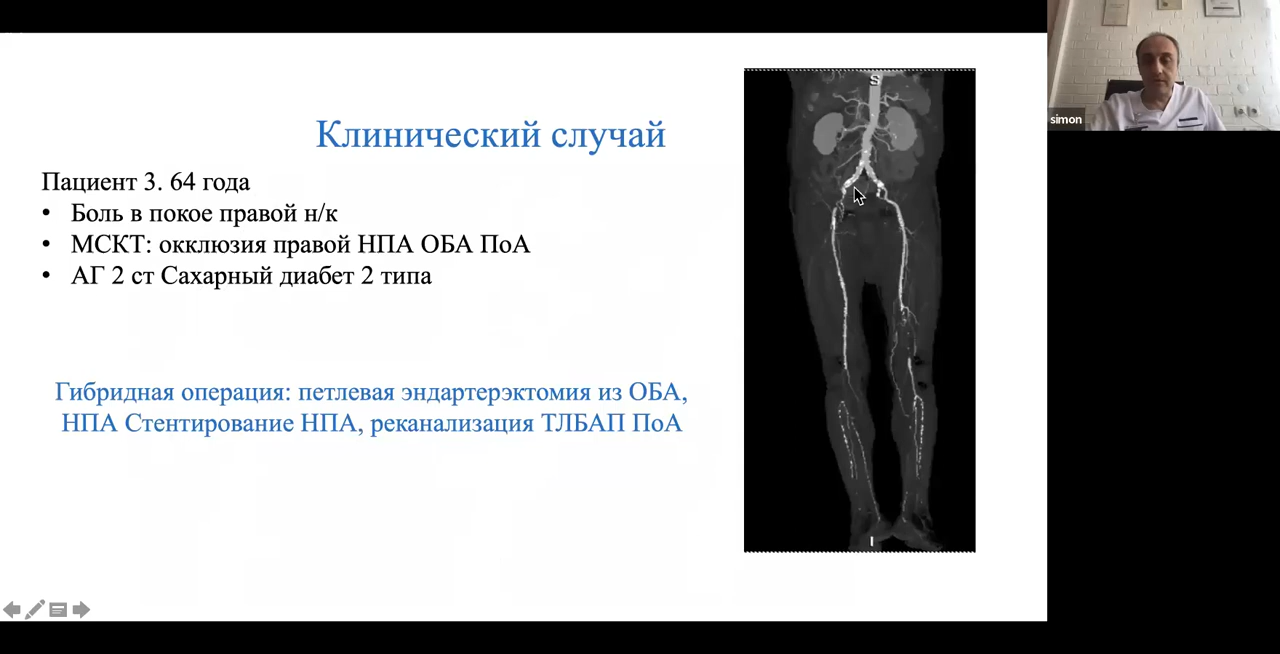 Клинический случай
Пациент 3. 64 года
• Боль в покое правой н/к
• МСКТ: окклюзия правой НПА ОБА ПоА
• АГ 2 ст Сахарный диабет 2 типа
Гибридная операция: петлевая эндартерэктомия из ОБА,
НПА Стентирование НПА, реканализация ТЛБАП ПоА
S
I
simon